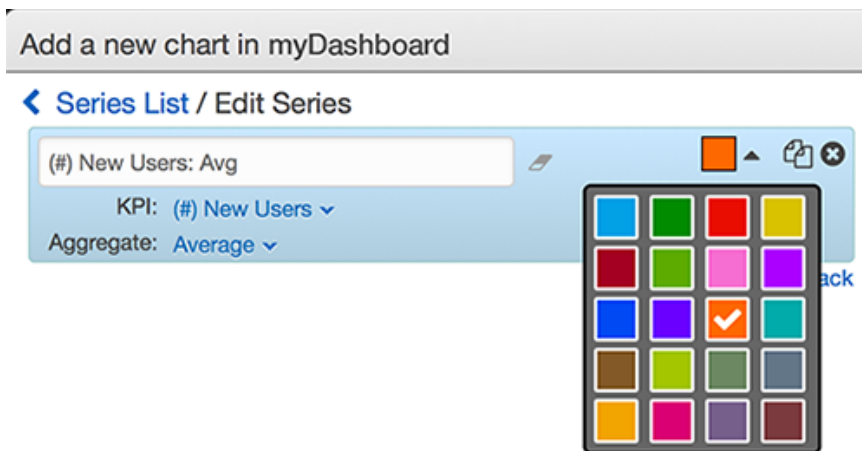 Add a new chart in myDashboard
Series List / Edit Series
(#) New Users: Avg
KPI: (#) New Users
Aggregate: Average
ack